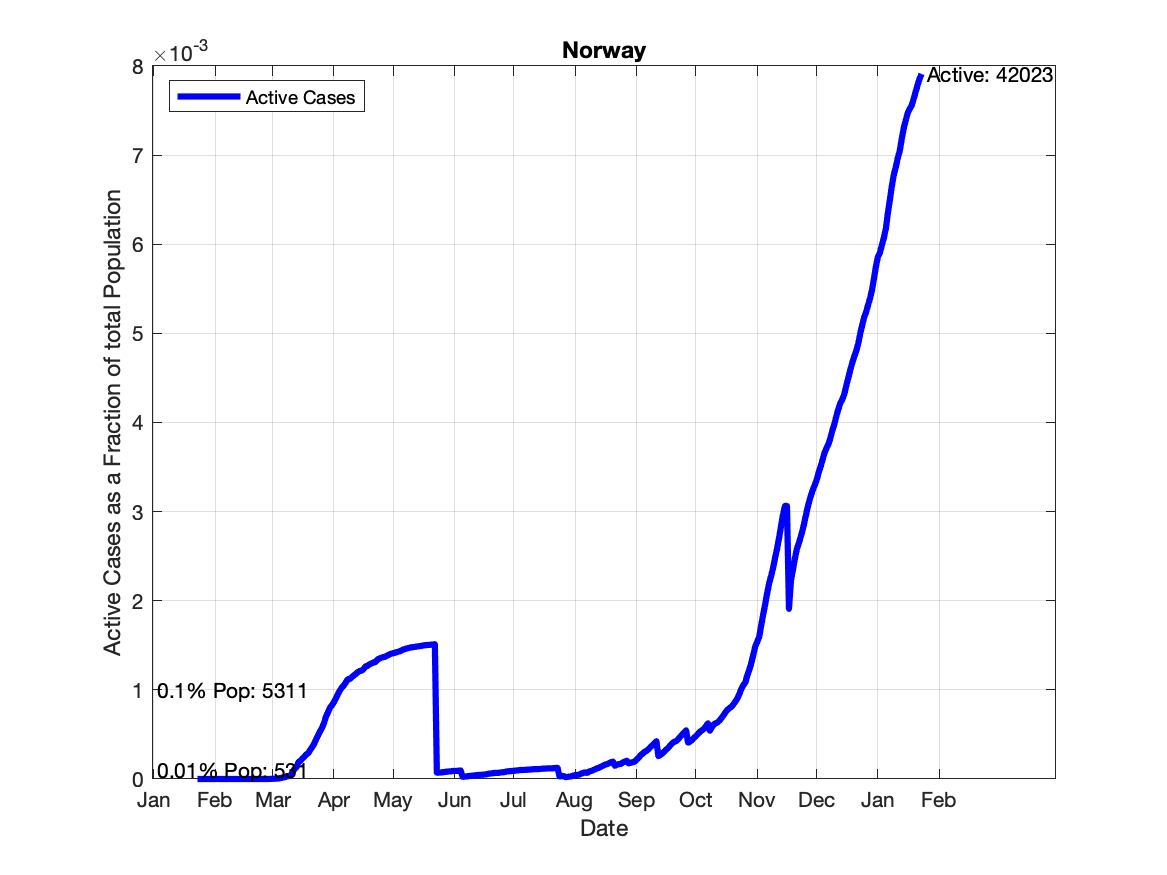 Norway
×10-3
Active Cases
Active: 42023
8
7
6
5
4
3
2
1
0
0.1% Pop: 5311
0.01% Pop: 531
Active Cases as a Fraction of total Population
Jan Feb Mar Apr May Jun Jul Aug Sep Oct Nov Dec Jan Feb
Date